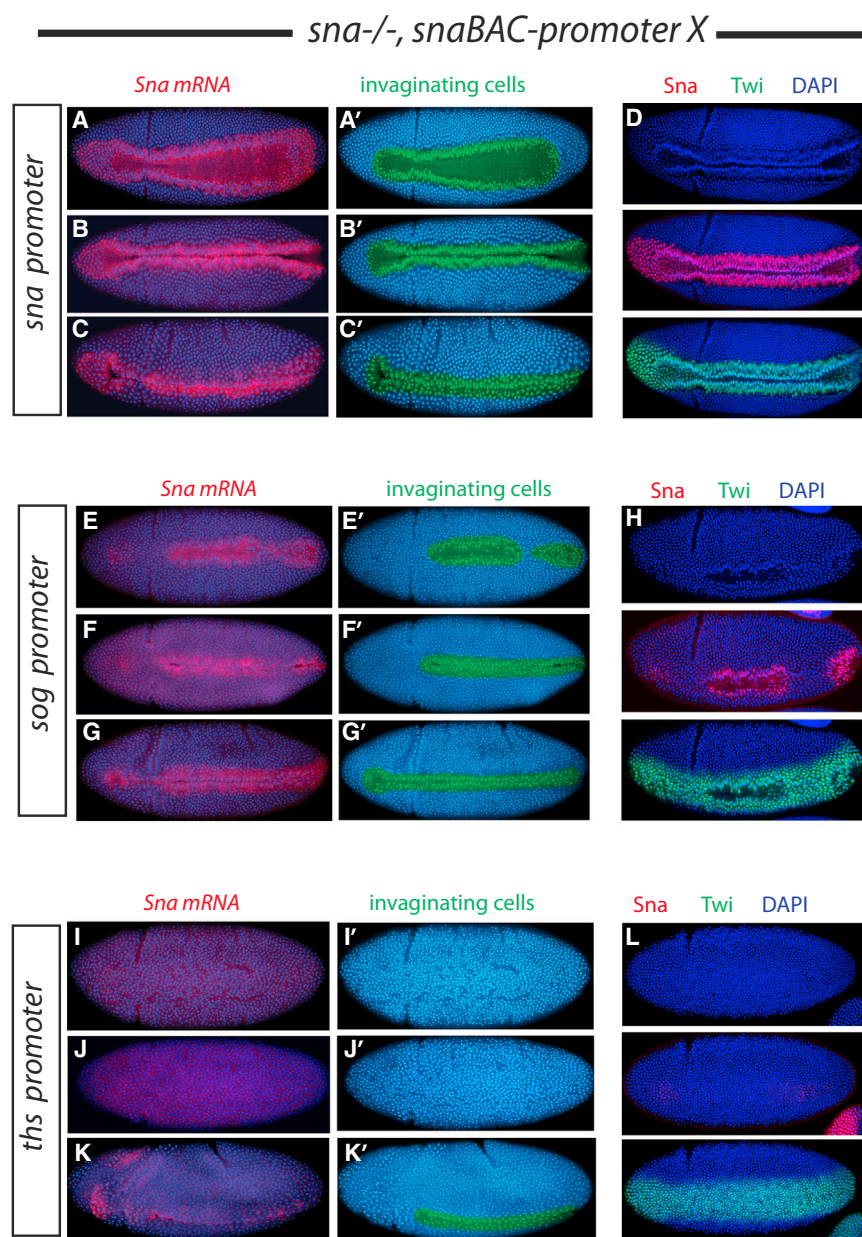 sna-/-, snaBAC-promoter X
Sna mRNA
invaginating cells
Sna Twi DAPI
sna promoter
A
A′
D
B
B′
C
C′
Sna mRNA
invaginating cells
Sna Twi DAPI
sog promoter
E
E′
H
F
F′
G
G′
Sna mRNA
invaginating cells
Sna Twi DAPI
ths promoter
I
I′
L
J
J′
K
K′